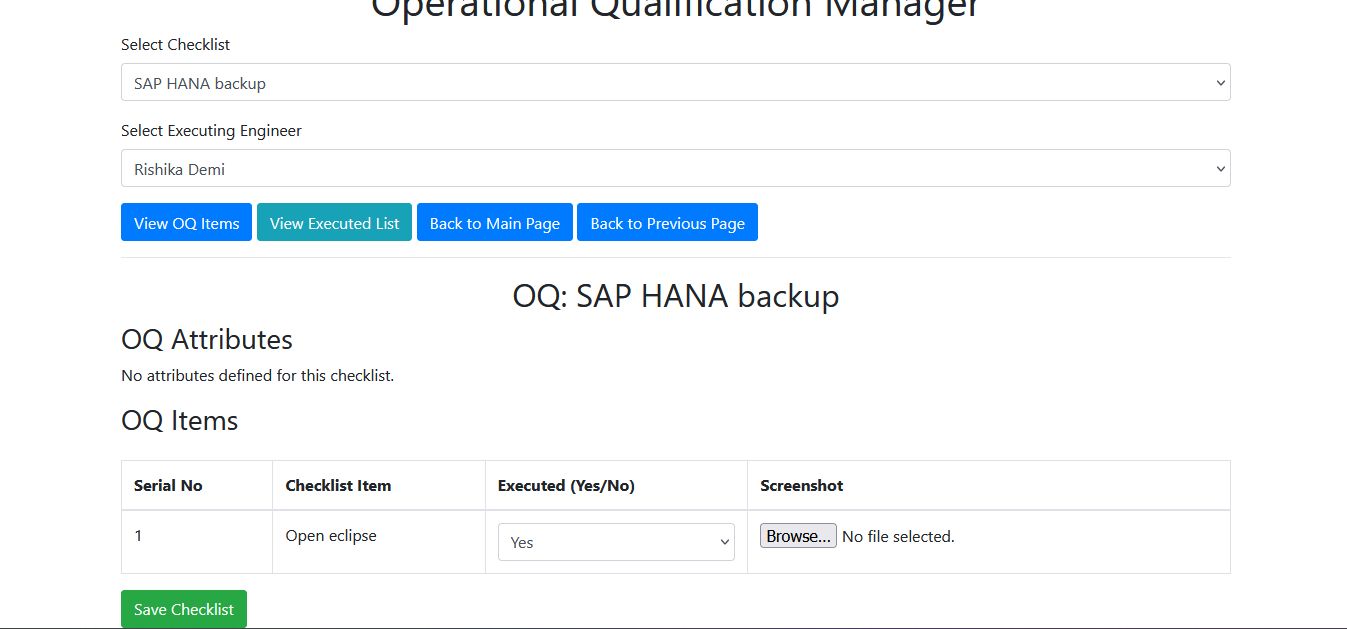 Operational Qualification Manager
Select Checklist
SAP HANA backup
Select Executing Engineer
Rishika Demi
View OQ Items View Executed List Back to Main Page Back to Previous Page
OQ: SAP HANA backup
OQ Attributes
No attributes defined for this checklist.
OQ Items
Serial No Checklist Item Executed (Yes/No) Screenshot
1 Open eclipse Yes Browse... No file selected.
Save Checklist